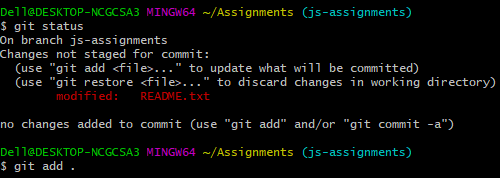 Dell@DESKTOP-NCGCSA3 MINGW64 ~/Assignments (js-assignments)
$ git status
On branch js-assignments
Changes not staged for commit:
  (use "git add <file>..." to update what will be committed)
  (use "git restore <file>..." to discard changes in working directory)
        modified:   README.txt

no changes added to commit (use "git add" and/or "git commit -a")

Dell@DESKTOP-NCGCSA3 MINGW64 ~/Assignments (js-assignments)
$ git add .